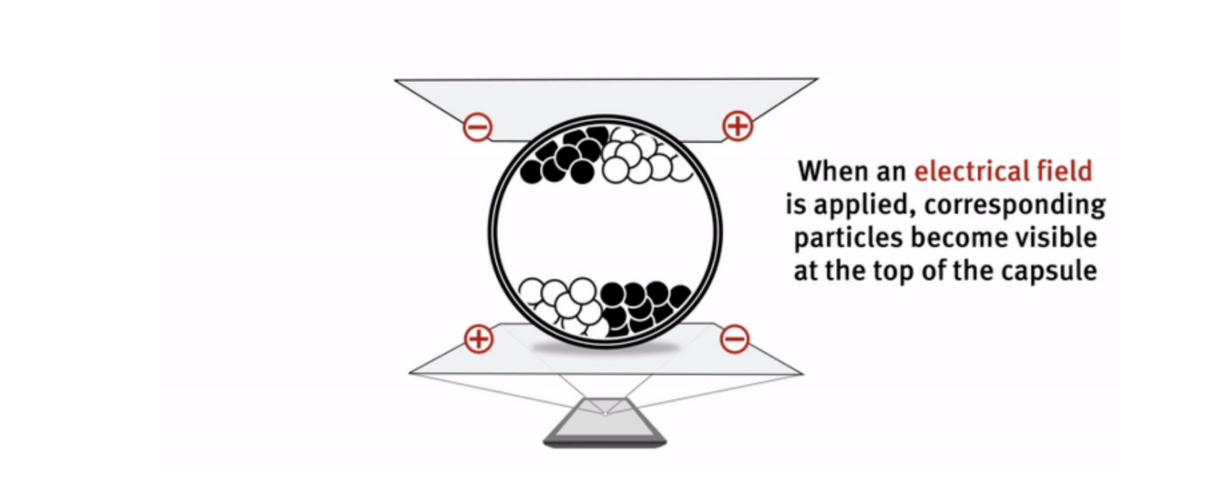 − +
When an electrical field
is applied, corresponding
particles become visible
at the top of the capsule
+ −